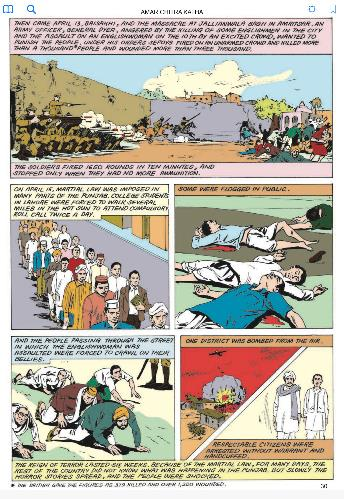 AMAR CHITRA KATHA
THEN CAME APRIL 13, BAISAKHI, AND THE MASSACRE AT JALLIANWALA BAGH IN AMRITSAR. AN
ARMY OFFICER, GENERAL DYER, ANGERED BY THE KILLING OF SOME ENGLISHMEN IN THE CITY
AND THE ASSAULT ON AN ENGLISHWOMAN ON THE 10TH BY AN EXCITED CROWD, WANTED TO
PUNISH THE PEOPLE. UNDER HIS ORDERS SEPOYS FIRED ON AN UNARMED CROWD AND KILLED MORE
THAN A THOUSAND* PEOPLE AND WOUNDED MORE THAN THREE THOUSAND.
THE SOLDIERS FIRED 1650 ROUNDS IN TEN MINUTES, AND
STOPPED ONLY WHEN THEY HAD NO MORE AMMUNITION.
ON APRIL 15, MARTIAL LAW WAS IMPOSED IN
MANY PARTS OF THE PUNJAB. COLLEGE STUDENTS
IN LAHORE WERE FORCED TO WALK SEVERAL
MILES IN THE HOT SUN TO ATTEND COMPULSORY
ROLL CALL TWICE A DAY.
SOME WERE FLOGGED IN PUBLIC.
AND THE PEOPLE PASSING THROUGH THE STREET
IN WHICH THE ENGLISHWOMAN WAS
ASSAULTED WERE FORCED TO CRAWL ON THEIR
BELLIES.
ONE DISTRICT WAS BOMBED FROM THE AIR.
RESPECTABLE CITIZENS WERE
ARRESTED WITHOUT WARRANT AND
HANDCUFFED.
THE REIGN OF TERROR LASTED SIX WEEKS. BECAUSE OF THE MARTIAL LAW, FOR MANY DAYS, THE
REST OF THE COUNTRY DID NOT KNOW WHAT WAS HAPPENING IN THE PUNJAB. BUT SLOWLY THE
HORROR STORIES SPREAD, AND THE PEOPLE WERE SHOCKED.
* THE BRITISH GAVE THE FIGURES AS 379 KILLED AND OVER 1,200 WOUNDED.
30